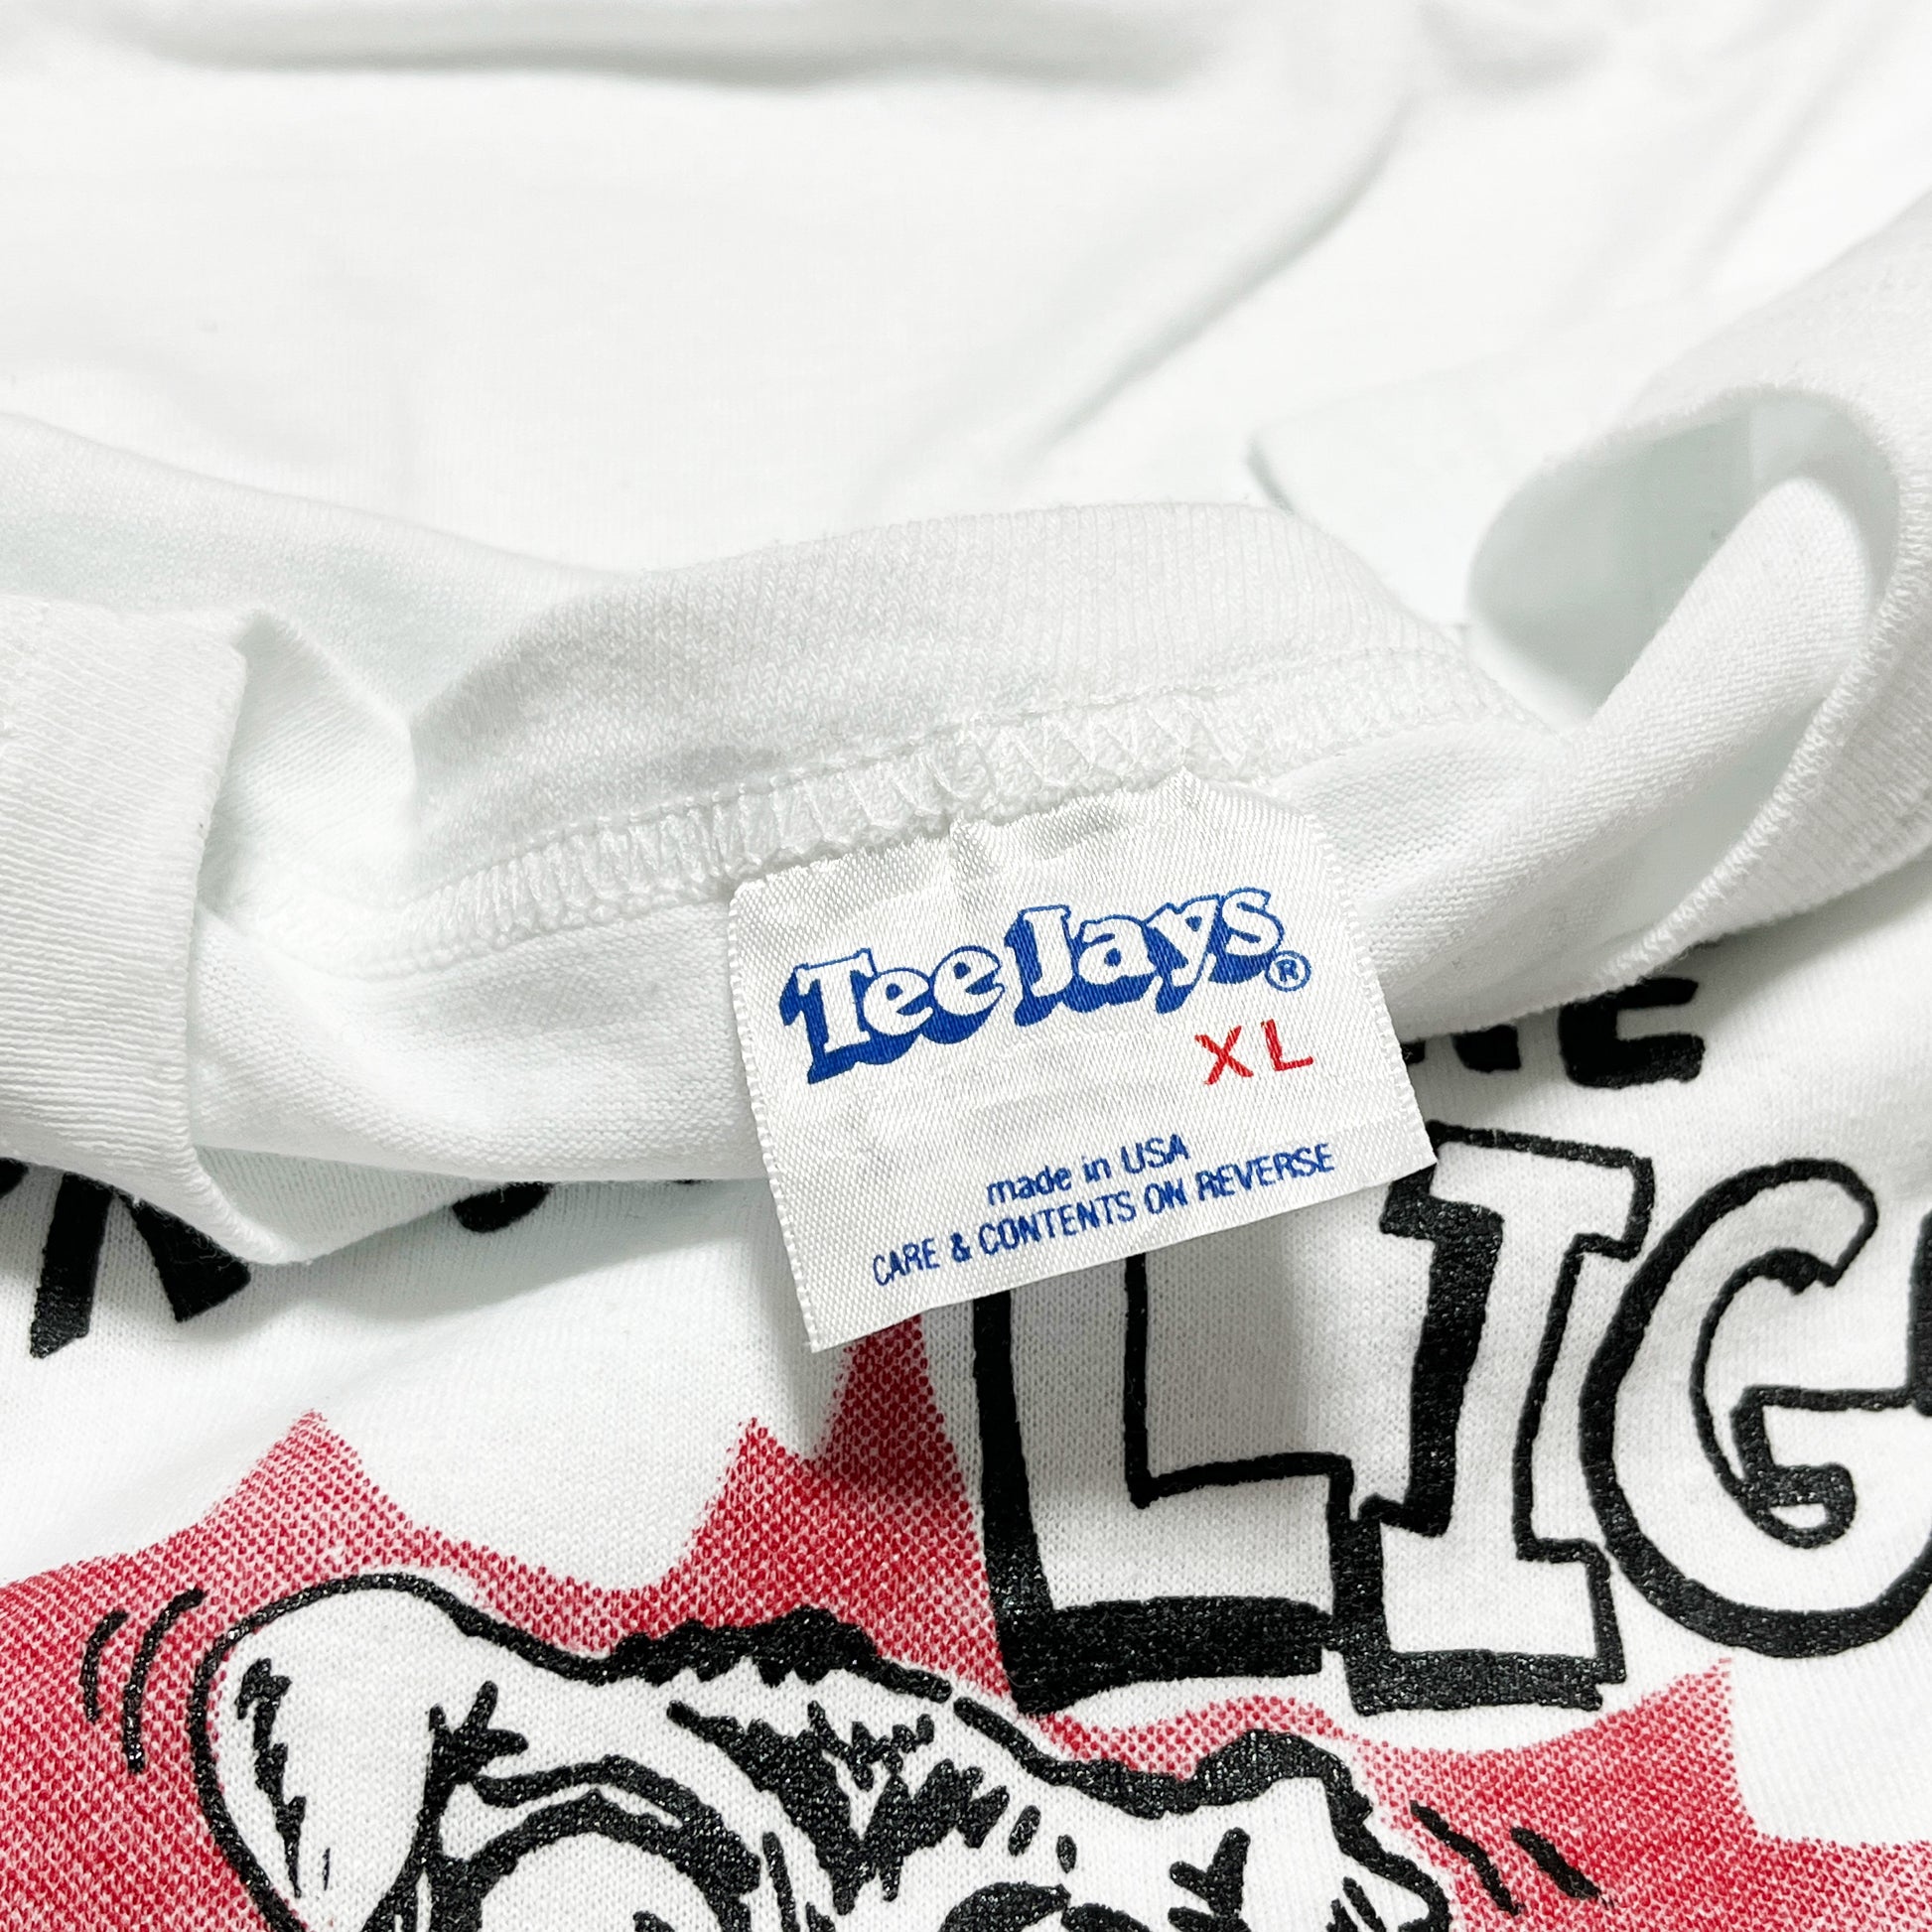 Tee Jays®
XL
made in USA
CARE & CONTENTS ON REVERSE
LIG